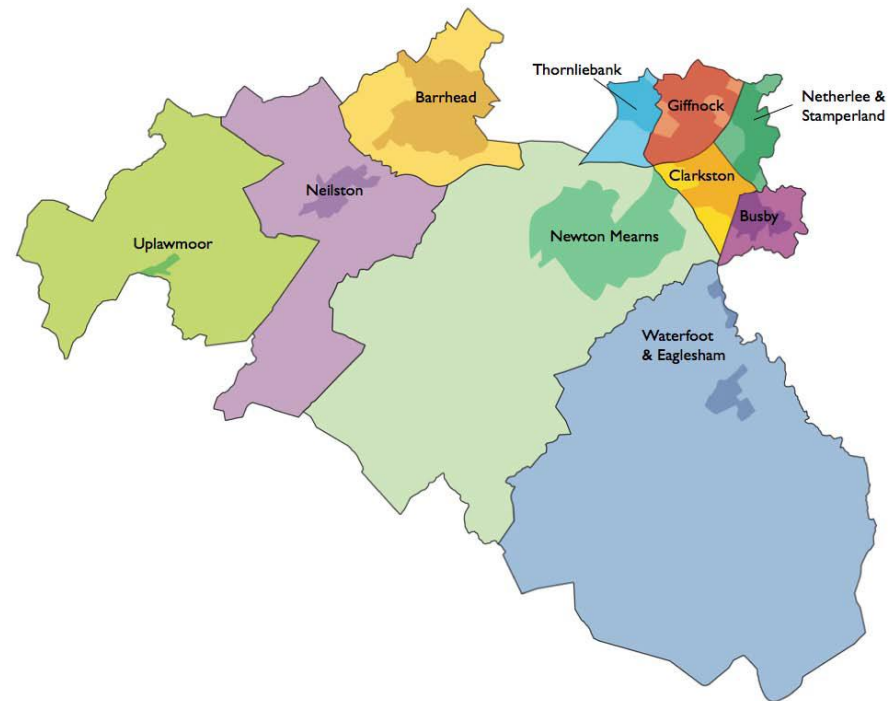 Thornliebank
Barrhead
Giffnock
Netherlee &
Stamperland
Clarkston
Neilston
Busby
Uplawmoor
Newton Mearns
Waterfoot
& Eaglesham